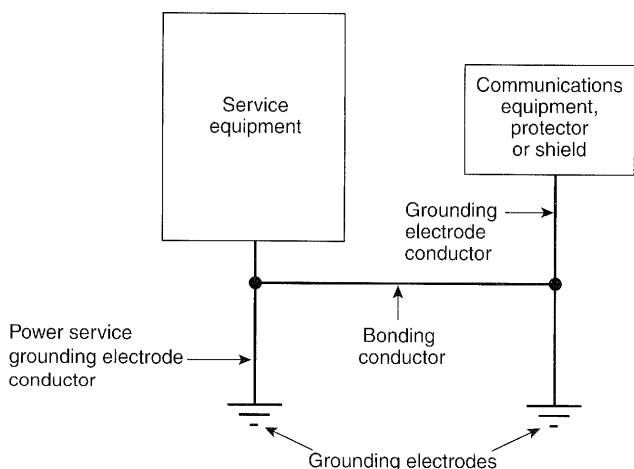 Service
equipment
Communications
equipment,
protector
or shield
Grounding
electrode
conductor
Power service
grounding electrode
conductor
Bonding
conductor
Grounding electrodes